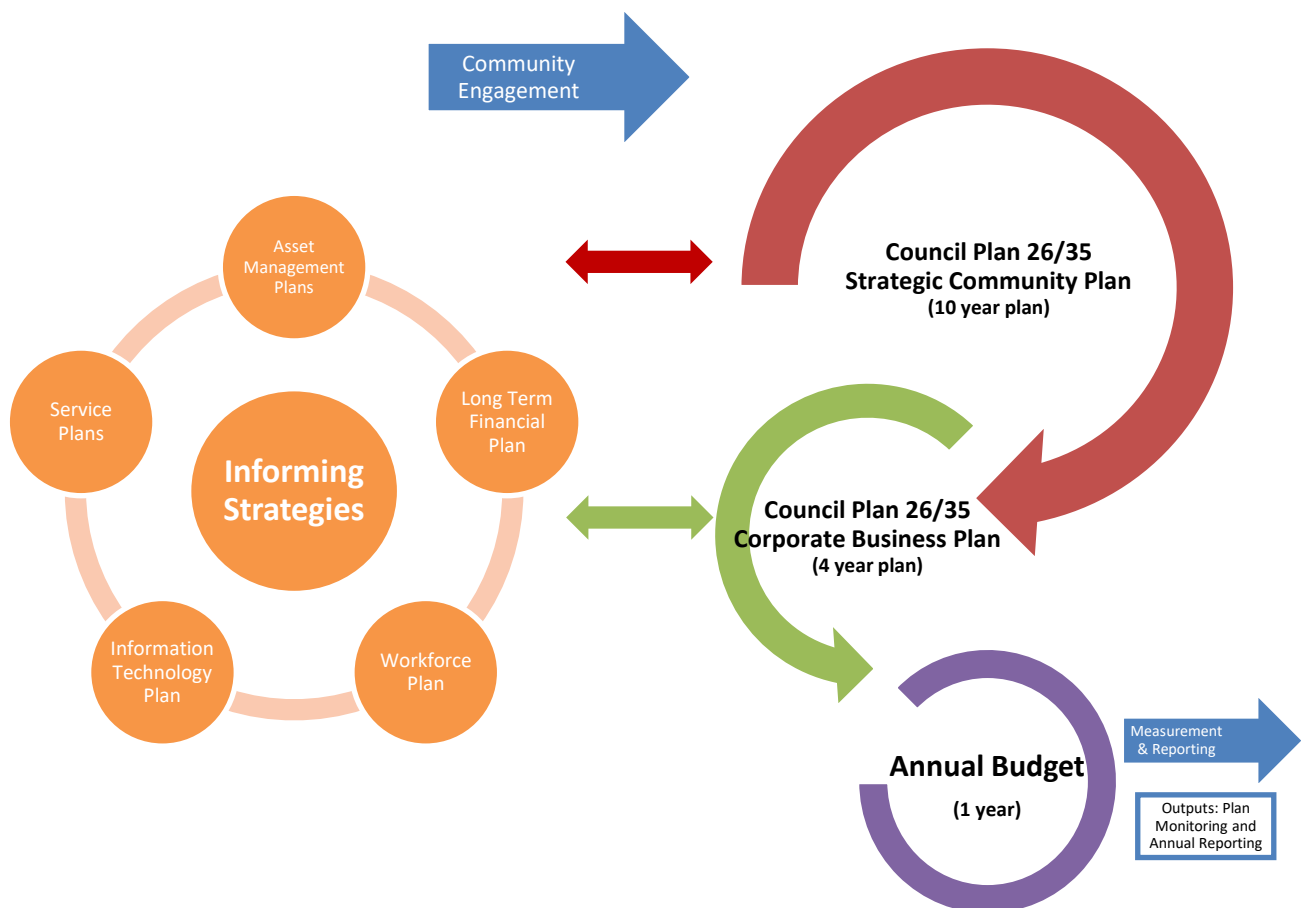 Community
Engagement
Council Plan 26/35
Strategic Community Plan
(10 year plan)
Asset
Management
Plans
Service
Plans
Long Term
Financial
Plan
Informing
Strategies
Information
Technology
Plan
Workforce
Plan
Council Plan 26/35
Corporate Business Plan
(4 year plan)
Annual Budget
(1 year)
Measurement
& Reporting
Outputs: Plan
Monitoring and
Annual Reporting